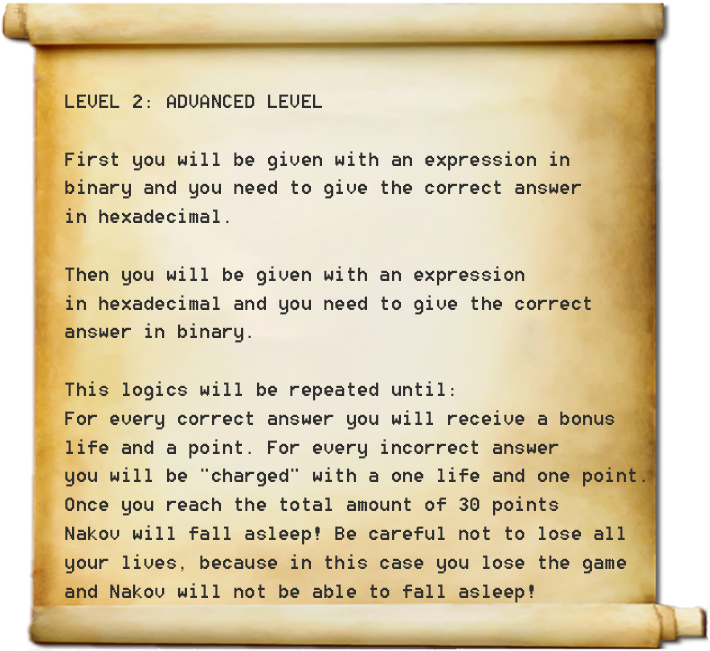 LEVEL 2: ADVANCED LEVEL
First you will be given with an expression in
binary and you need to give the correct answer
in hexadecimal.
Then you will be given with an expression
in hexadecimal and you need to give the correct
answer in binary.
This logics will be repeated until:
For every correct answer you will receive a bonus
life and a point. For every incorrect answer
you will be "charged" with a one life and one point.
Once you reach the total amount of 30 points
Nakov will fall asleep! Be careful not to lose all
your lives, because in this case you lose the game
and Nakov will not be able to fall asleep!